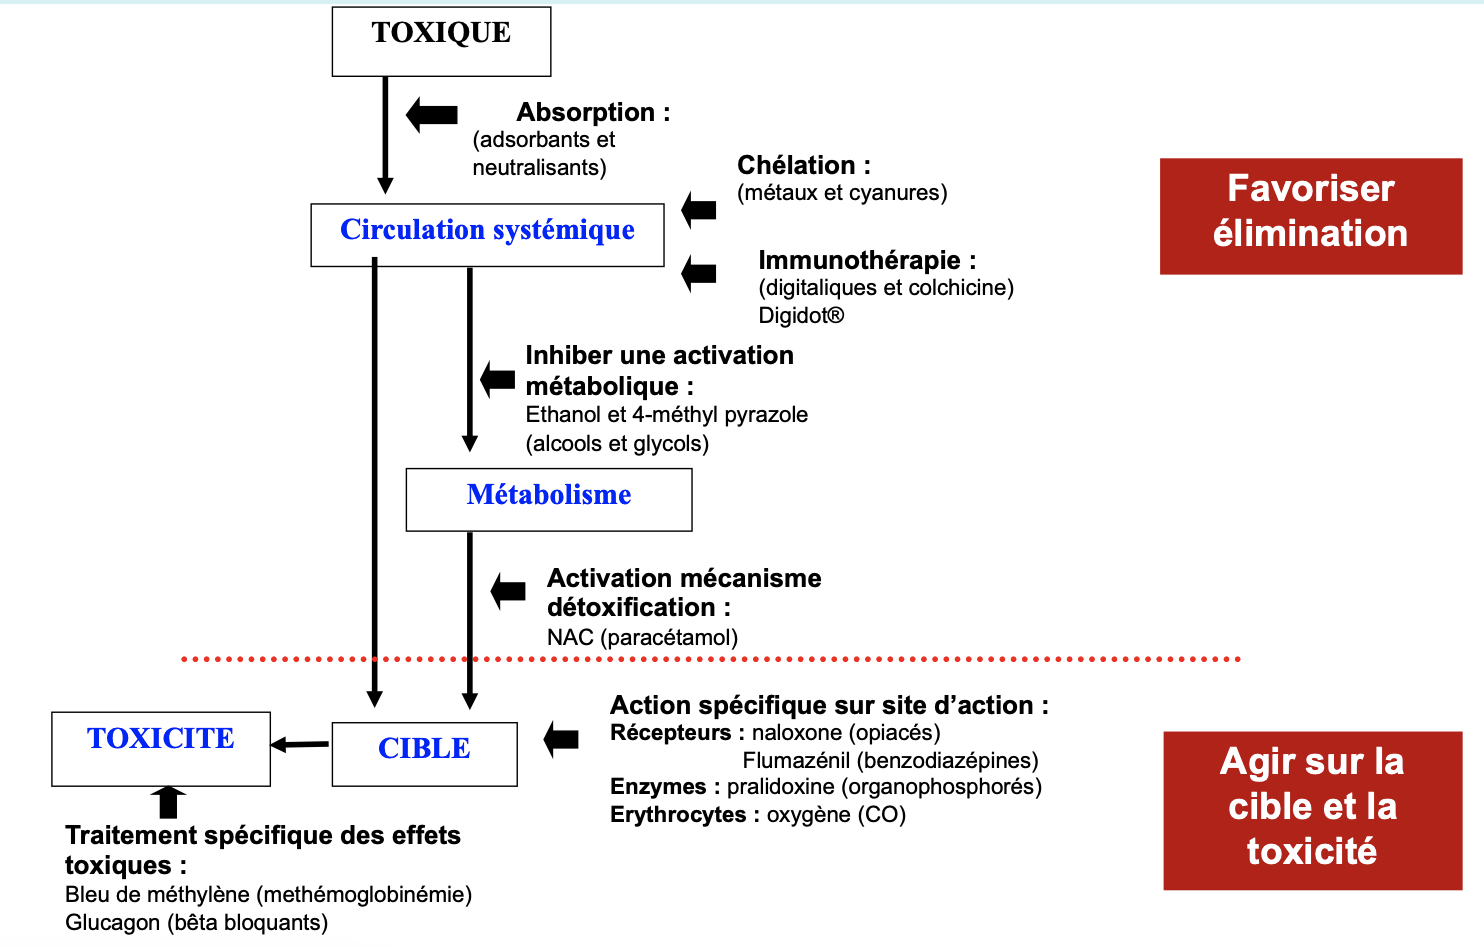 TOXIQUE
Absorption :
(adsorbants et
neutralisants)
Chélation :
(métaux et cyanures)
Favoriser
élimination
Circulation systémique
Immunothérapie :
(digitaliques et colchicine)
Digidot®
Inhiber une activation
métabolique :
Ethanol et 4-méthyl pyrazole
(alcools et glycols)
Métabolisme
Activation mécanisme
détoxification :
NAC (paracétamol)
Action spécifique sur site d’action :
Récepteurs : naloxone (opiacés)
Flumazénil (benzodiazépines)
Enzymes : pralidoxine (organophosphorés)
Erythrocytes : oxygène (CO)
TOXICITE
CIBLE
Agir sur la
cible et la
toxicité
Traitement spécifique des effets
toxiques :
Bleu de méthylène (methémoglobinémie)
Glucagon (bêta bloquants)